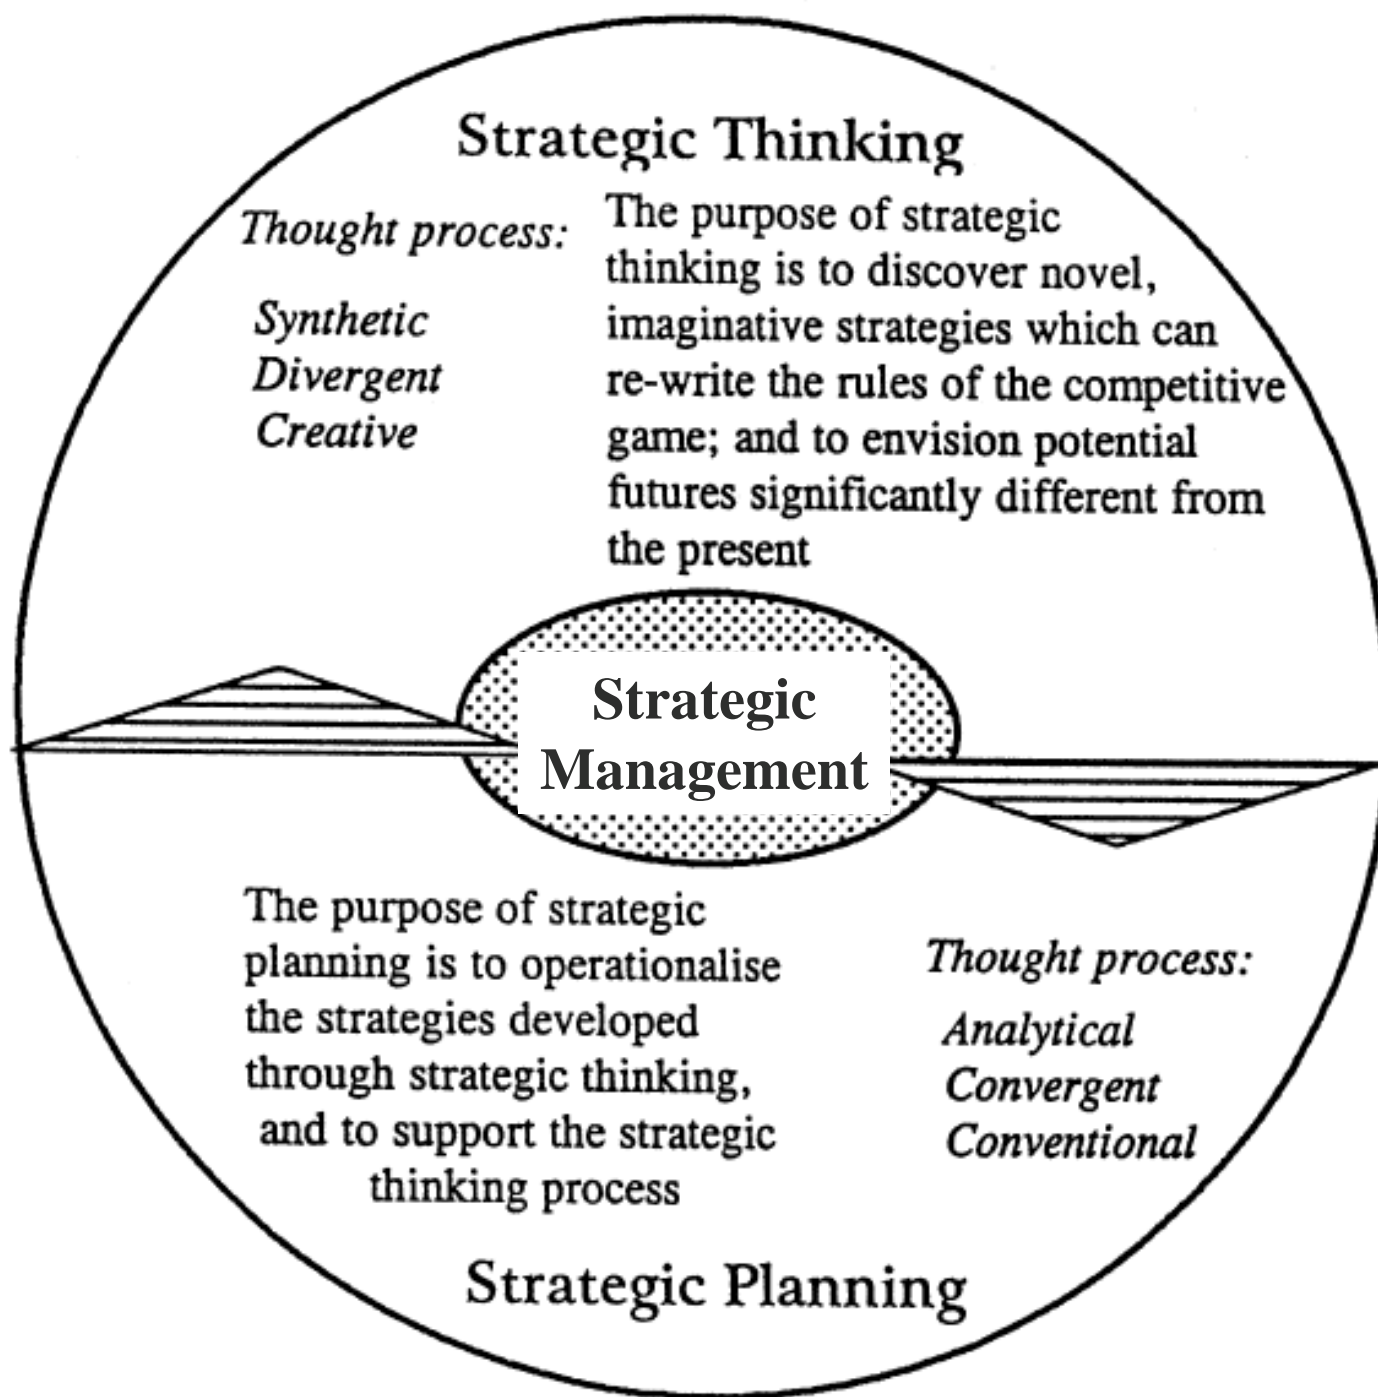 Strategic Thinking
Thought process:
Synthetic
Divergent
Creative
The purpose of strategic
thinking is to discover novel,
imaginative strategies which can
re-write the rules of the competitive
game; and to envision potential
futures significantly different from
the present
Strategic
Management
The purpose of strategic
planning is to operationalise
the strategies developed
through strategic thinking,
and to support the strategic
thinking process
Thought process:
Analytical
Convergent
Conventional
Strategic Planning